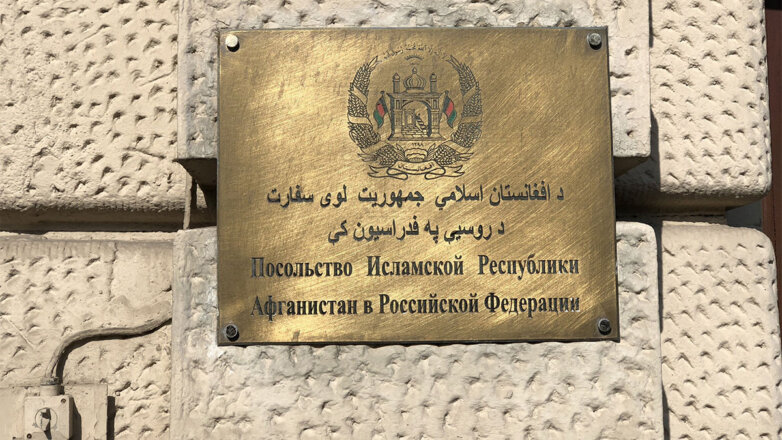 د افغانستان اسلامي جمهوریت لوی سفارت
د روسیې په فدراسیون کې
Посольство Исламской Республики
Афганистан в Российской Федерации